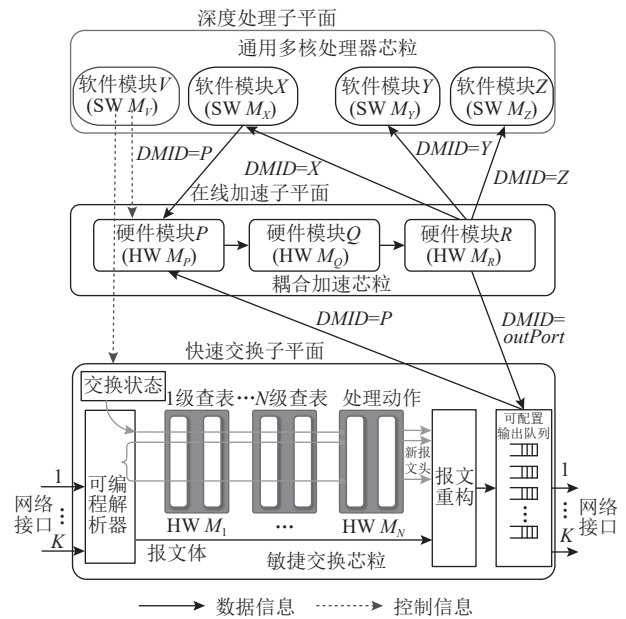 深度处理子平面
通用多核处理器芯粒
软件模块V
(SW M_V)
软件模块X
(SW M_X)
软件模块Y
(SW M_Y)
软件模块Z
(SW M_Z)
DMID=P
DMID=X
DMID=Y
DMID=Z
在线加速子平面
硬件模块P
(HW M_P)
硬件模块Q
(HW M_Q)
硬件模块R
(HW M_R)
耦合加速芯粒
DMID=P
DMID=
outPort
快速交换子平面
交换状态
1级查表…N级查表
处理动作
可配置
输出队列
新报
文头
可编
程解
析器
报文
重构
1
网络
接口
⋮
K
HW M_1
…
HW M_N
报文体
敏捷交换芯粒
⋮
1
⋮
网络
接口
K
数据信息
控制信息